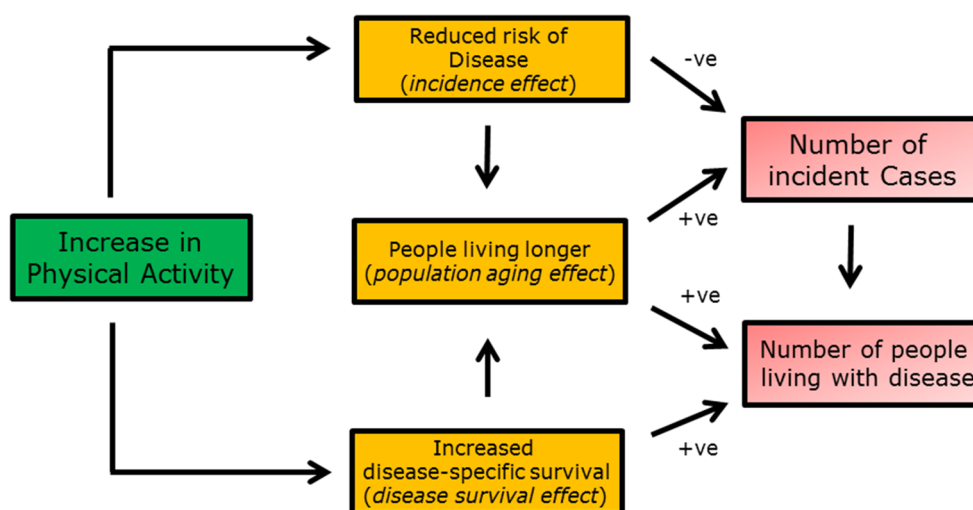 Reduced risk of
Disease
(incidence effect)
-ve
Number of
incident Cases
+ve
Increase in
Physical Activity
People living longer
(population aging effect)
+ve
Number of people
living with disease
+ve
Increased
disease-specific survival
(disease survival effect)